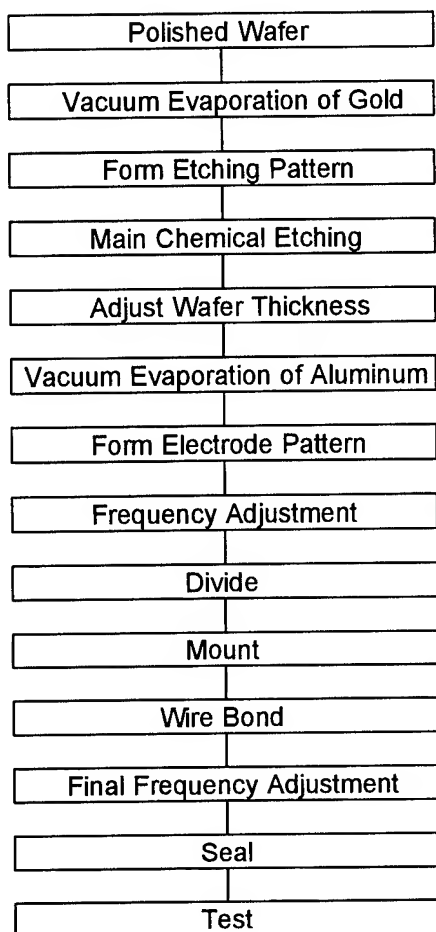 Polished Wafer
Vacuum Evaporation of Gold
Form Etching Pattern
Main Chemical Etching
Adjust Wafer Thickness
Vacuum Evaporation of Aluminum
Form Electrode Pattern
Frequency Adjustment
Divide
Mount
Wire Bond
Final Frequency Adjustment
Seal
Test